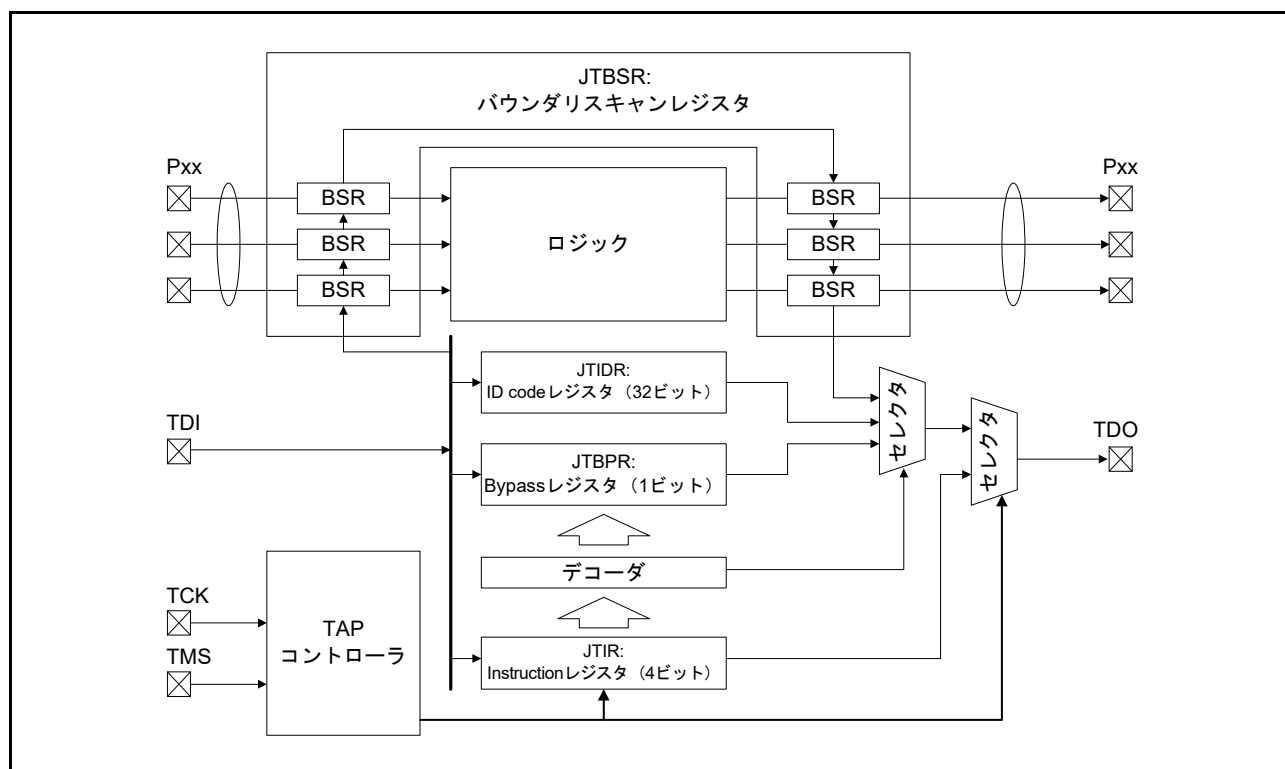 JTBSR:
バウンダリスキャンレジスタ
Pxx
Pxx
BSR
BSR
BSR
ロジック
BSR
BSR
BSR
JTIDR:
ID codeレジスタ（32ビット）
TDI
JTBPR:
Bypassレジスタ（1ビット）
セレクタ
セレクタ
TDO
デコーダ
TCK
TMS
TAP
コントローラ
JTIR:
Instructionレジスタ（4ビット）